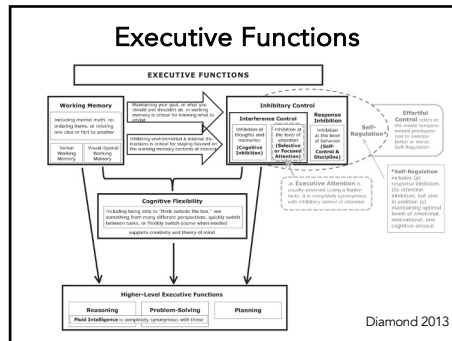 Executive Functions
EXECUTIVE FUNCTIONS
Working Memory
Including mental math, re-
ordering items, or relating
one idea or fact to another
Verbal
Working
Memory
Visual-Spatial
Working
Memory
Maintaining your goal, or what you
should and shouldn't do, in working
memory is critical for knowing what to
inhibit
Inhibiting environmental & internal dis-
tractors is critical for staying focused on
the working memory contents of interest
Inhibitory Control
Interference Control
Inhibition of
thoughts and
memories
(Cognitive
Inhibition)
Inhibition at
the level of
attention
(Selective
or Focused
Attention)
Response
Inhibition
Inhibition at
the level of
behavior
(Self-
Control &
Discipline)
Self-
Regulation*
Effortful
Control refers to
the innate tempera-
mental predisposi-
tion to exercise
better or worse
Self Regulation
as Executive Attention is
usually assessed (using a flanker
task), it is completely synonymous
with inhibitory control of attention
*Self-Regulation
includes (a)
response inhibition,
(b) attention
inhibition, but also
in addition (c)
maintaining optimal
levels of emotional,
motivational, and
cognitive arousal
Cognitive Flexibility
Including being able to "think outside the box," see
something from many different perspectives, quickly switch
between tasks, or flexibly switch course when needed
supports creativity and theory of mind
Higher-Level Executive Functions
Reasoning
Problem-Solving
Planning
Fluid Intelligence is completely synonymous with these
Diamond 2013